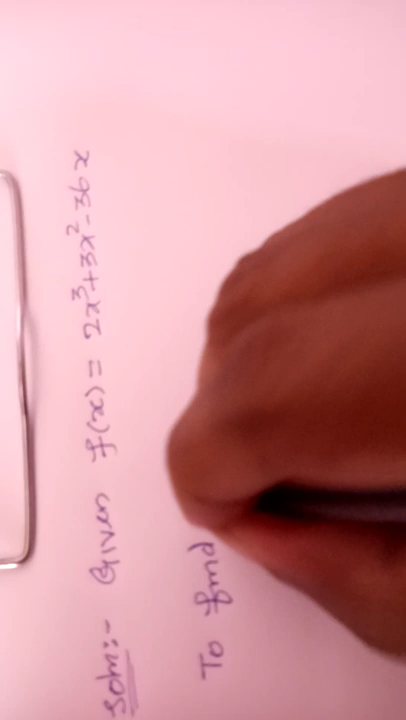 Soln:- Given f(x) = 2x³+3x²-36x
To find